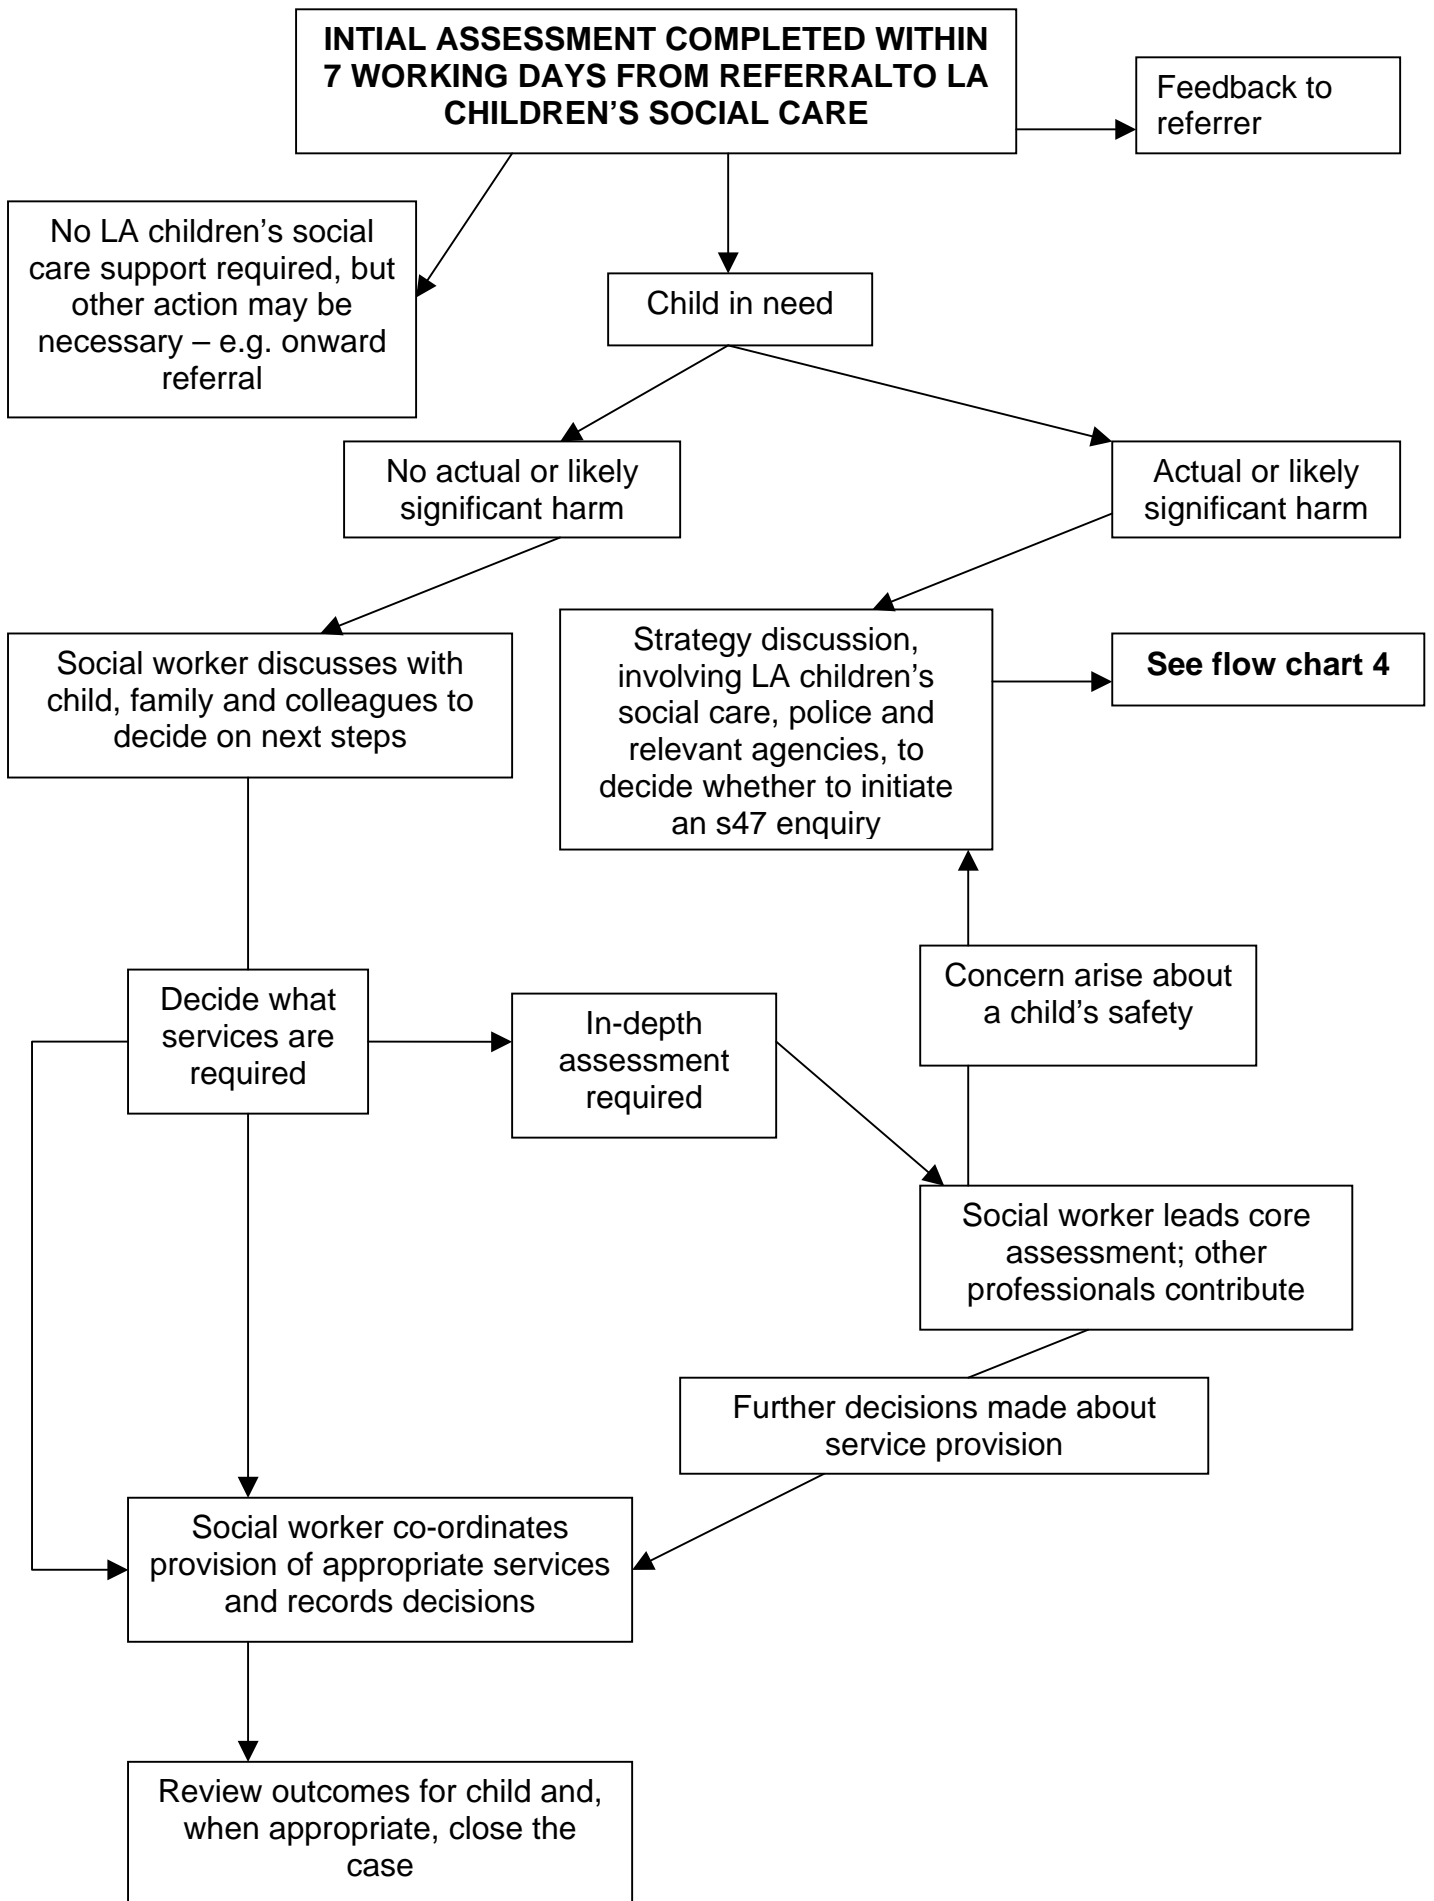 INTIAL ASSESSMENT COMPLETED WITHIN
7 WORKING DAYS FROM REFERRALTO LA
CHILDREN’S SOCIAL CARE
Feedback to
referrer
No LA children’s social
care support required, but
other action may be
necessary – e.g. onward
referral
Child in need
No actual or likely
significant harm
Actual or likely
significant harm
Social worker discusses with
child, family and colleagues to
decide on next steps
Strategy discussion,
involving LA children’s
social care, police and
relevant agencies, to
decide whether to initiate
an s47 enquiry
See flow chart 4
Concern arise about
a child’s safety
Decide what
services are
required
In-depth
assessment
required
Social worker leads core
assessment; other
professionals contribute
Further decisions made about
service provision
Social worker co-ordinates
provision of appropriate services
and records decisions
Review outcomes for child and,
when appropriate, close the
case